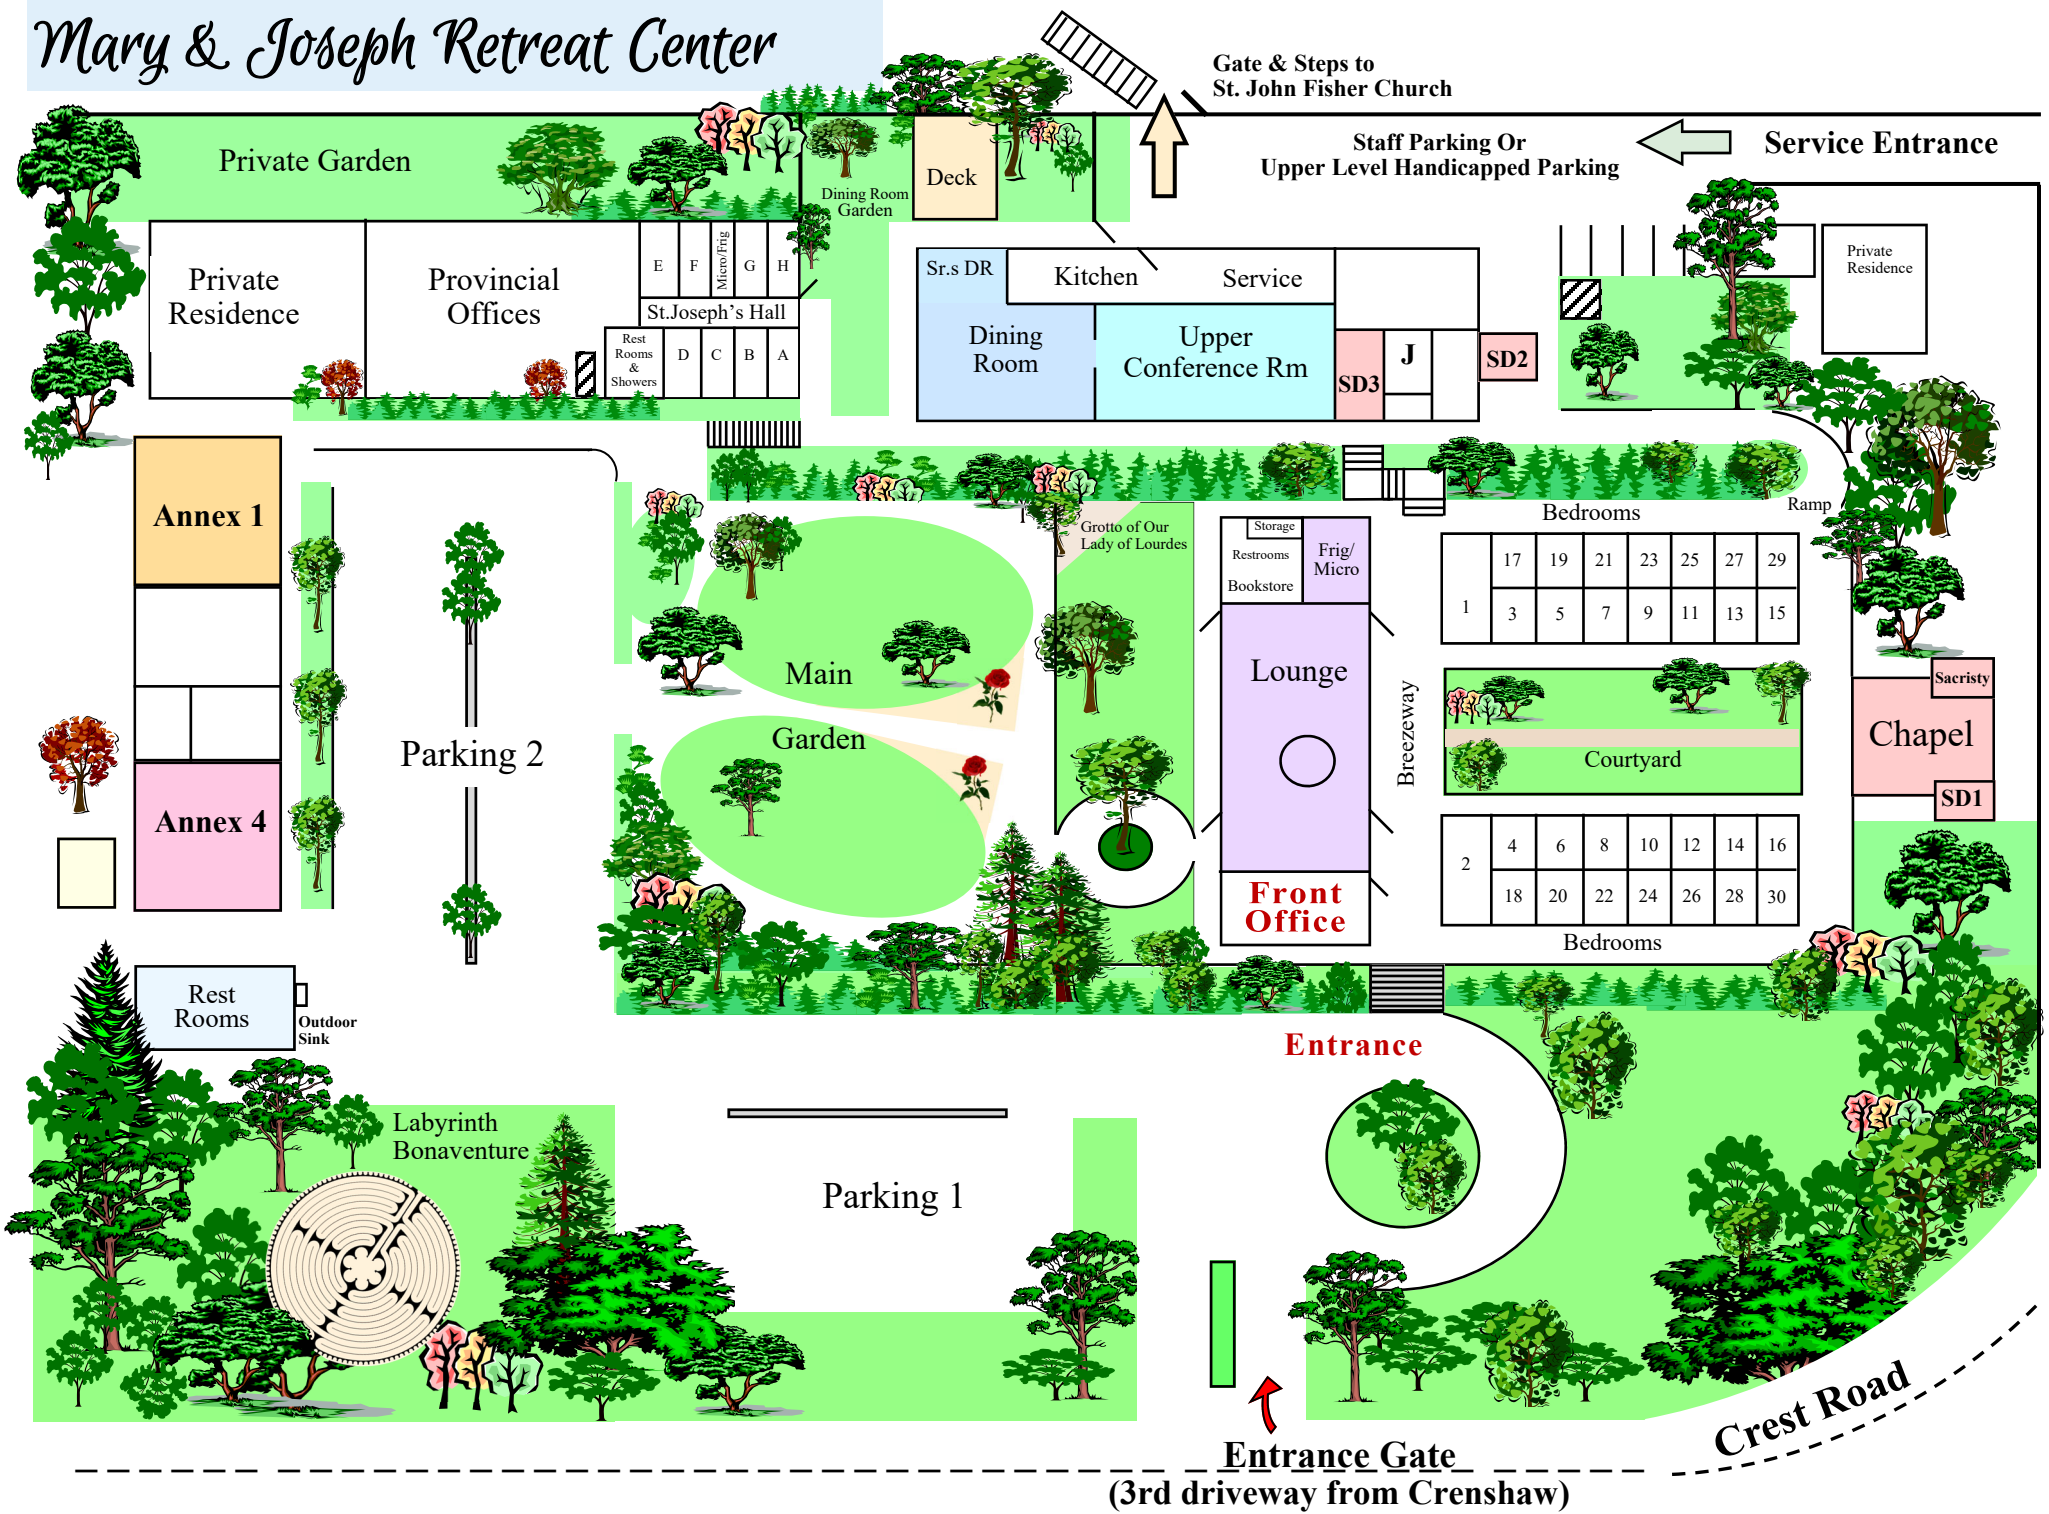 Mary & Joseph Retreat Center
Gate & Steps to
St. John Fisher Church
Staff Parking Or
Upper Level Handicapped Parking
Service Entrance
Private Garden
Dining Room
Garden
Deck
Private
Residence
Provincial
Offices
E
F
Micro/Frig
G
H
St.Joseph's Hall
Rest
Rooms
&
Showers
D
C
B
A
Sr.s DR
Kitchen
Service
Dining
Room
Upper
Conference Rm
SD3
J
SD2
Private
Residence
Annex 1
Annex 4
Parking 2
Main
Garden
Grotto of Our
Lady of Lourdes
Storage
Restrooms
Bookstore
Frig/
Micro
Lounge
Front
Office
Breezeway
Bedrooms
Ramp
1
17 19 21 23 25 27 29
3 5 7 9 11 13 15
Courtyard
Sacristy
Chapel
SD1
2
4 6 8 10 12 14 16
18 20 22 24 26 28 30
Bedrooms
Rest
Rooms
Outdoor
Sink
Entrance
Labyrinth
Bonaventure
Parking 1
Crest Road
Entrance Gate
(3rd driveway from Crenshaw)